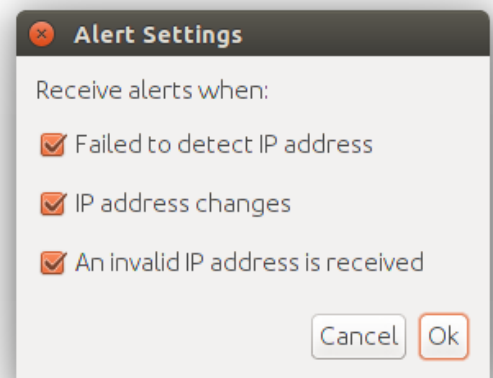 Alert Settings
Receive alerts when:
Failed to detect IP address
IP address changes
An invalid IP address is received
Cancel Ok